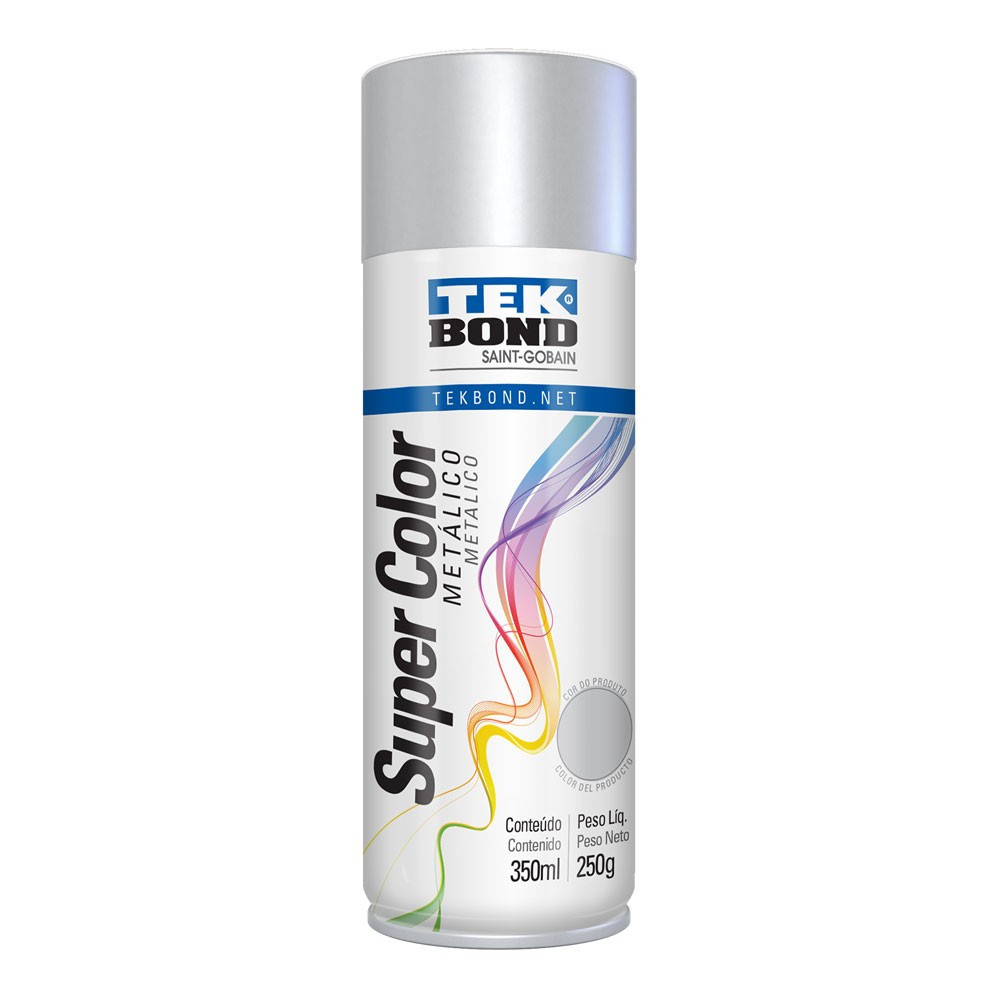 TEK®
BOND
SAINT-GOBAIN
TEKBOND.NET
Super Color
METÁLICO
METALICO
COR DO PRODUTO
COLOR DEL PRODUCTO
Conteúdo
Contenido
350ml
Peso Líq.
Peso Neto
250g